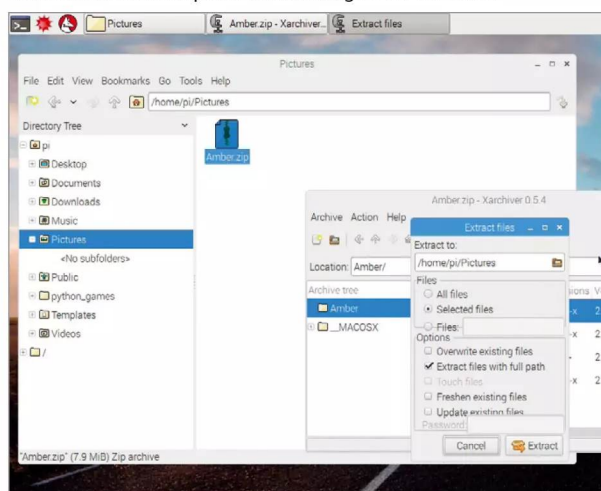 Pictures
Amber.zip - Xarchiver...
Extract files
Pictures
File Edit View Bookmarks Go Tools Help
/home/pi/Pictures
Directory Tree
pi
Desktop
Documents
Downloads
Music
Pictures
<No subfolders>
Public
python_games
Templates
Videos
/
Amber.zip
"Amber.zip" (7.9 MiB) Zip archive
Amber.zip - Xarchiver 0.5.4
Archive Action Help
Location: Amber/
Archive tree
Amber
__MACOSX
-x 2
-x 2
- 2
-x 2
Extract files
Extract to:
/home/pi/Pictures
Files
All files
Selected files
Files:
Options
Overwrite existing files
Extract files with full path
Touch files
Freshen existing files
Update existing files
Password:
Cancel Extract